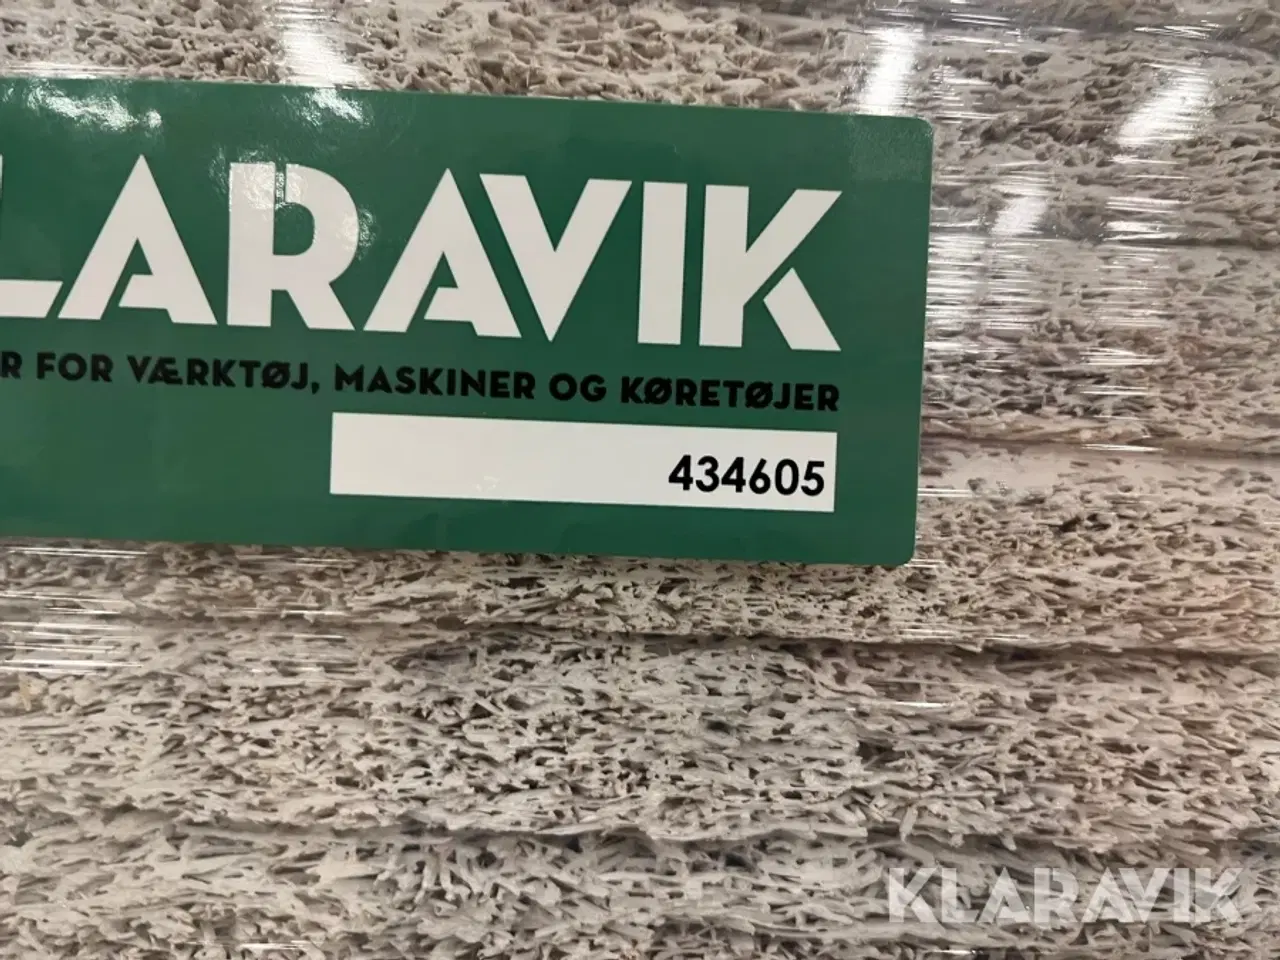 LARAVIK
R FOR VÆRKTØJ, MASKINER OG KØRETØJER
434605
KLARAVIK